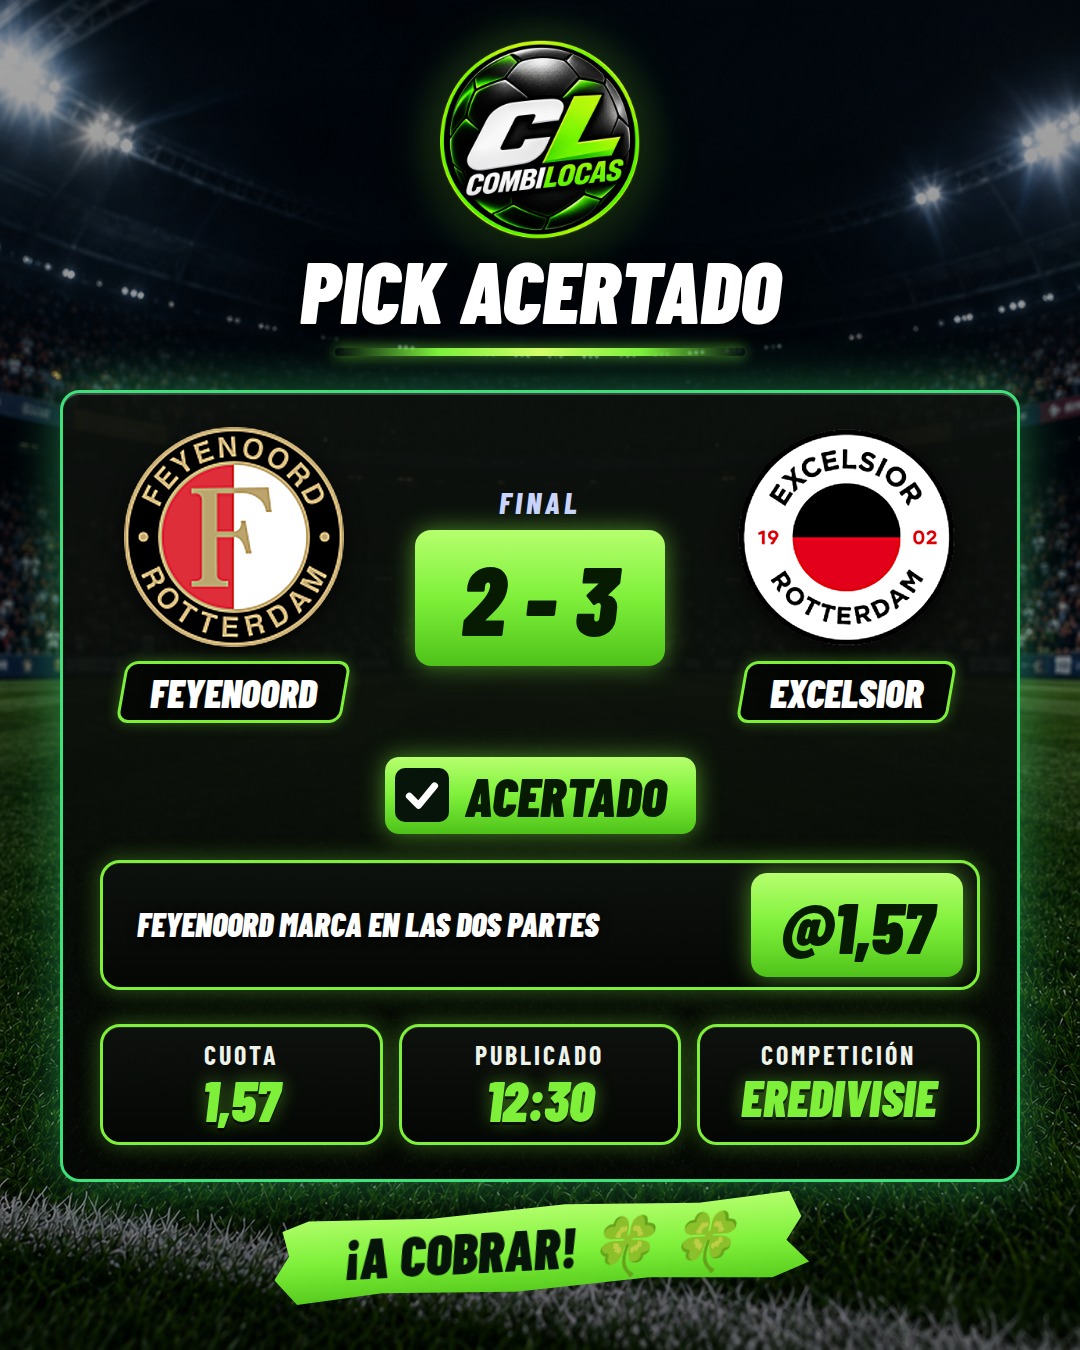 CL
COMBILOCAS
PICK ACERTADO
FEYENOORD
F
ROTTERDAM
FINAL
2 - 3
EXCELSIOR
19 02
ROTTERDAM
FEYENOORD
EXCELSIOR
ACERTADO
FEYENOORD MARCA EN LAS DOS PARTES
@1,57
CUOTA
1,57
PUBLICADO
12:30
COMPETICIÓN
EREDIVISIE
¡A COBRAR!